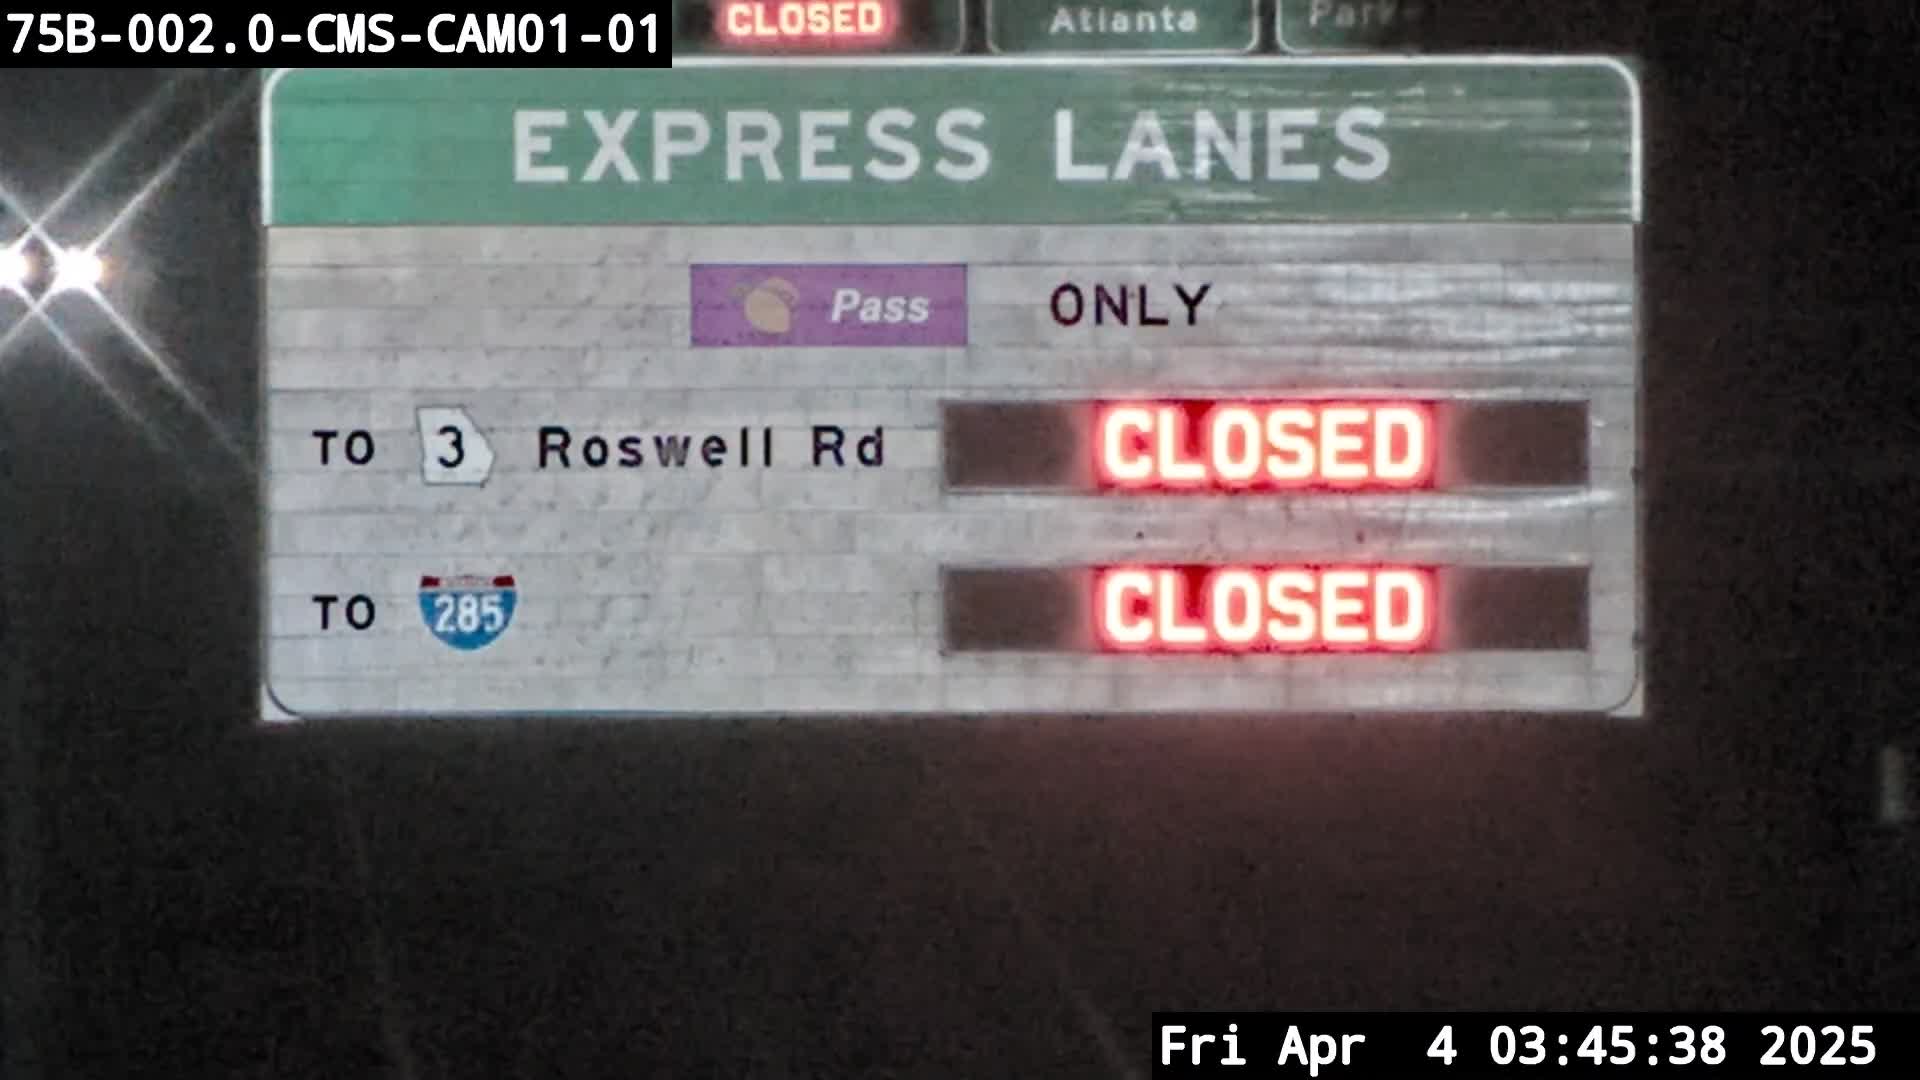 75B-002.0-CMS-CAM01-01
CLOSED
Atlanta
EXPRESS LANES
Pass ONLY
TO 3 Roswell Rd CLOSED
TO 285 CLOSED
Fri Apr 4 03:45:38 2025